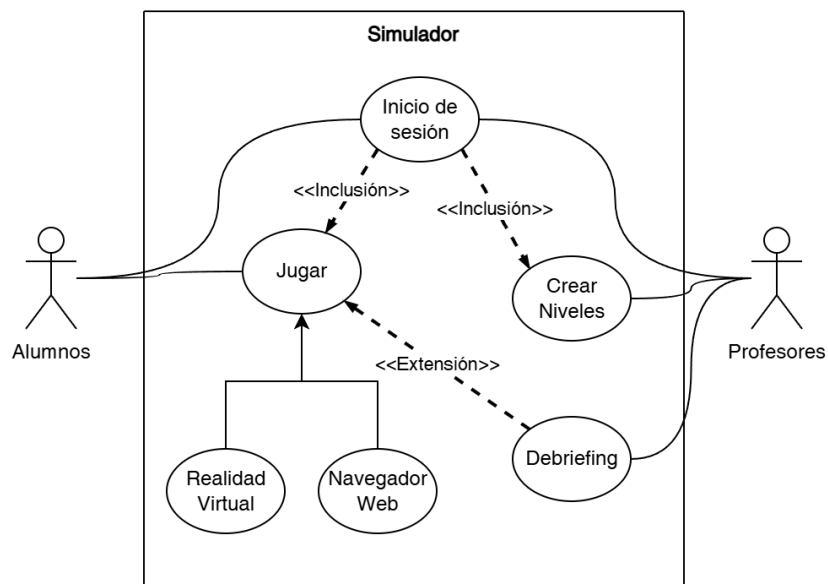 Simulador
Inicio de
sesión
<<Inclusión>>
<<Inclusión>>
Jugar
Crear
Niveles
Alumnos
Profesores
<<Extensión>>
Debriefing
Realidad
Virtual
Navegador
Web